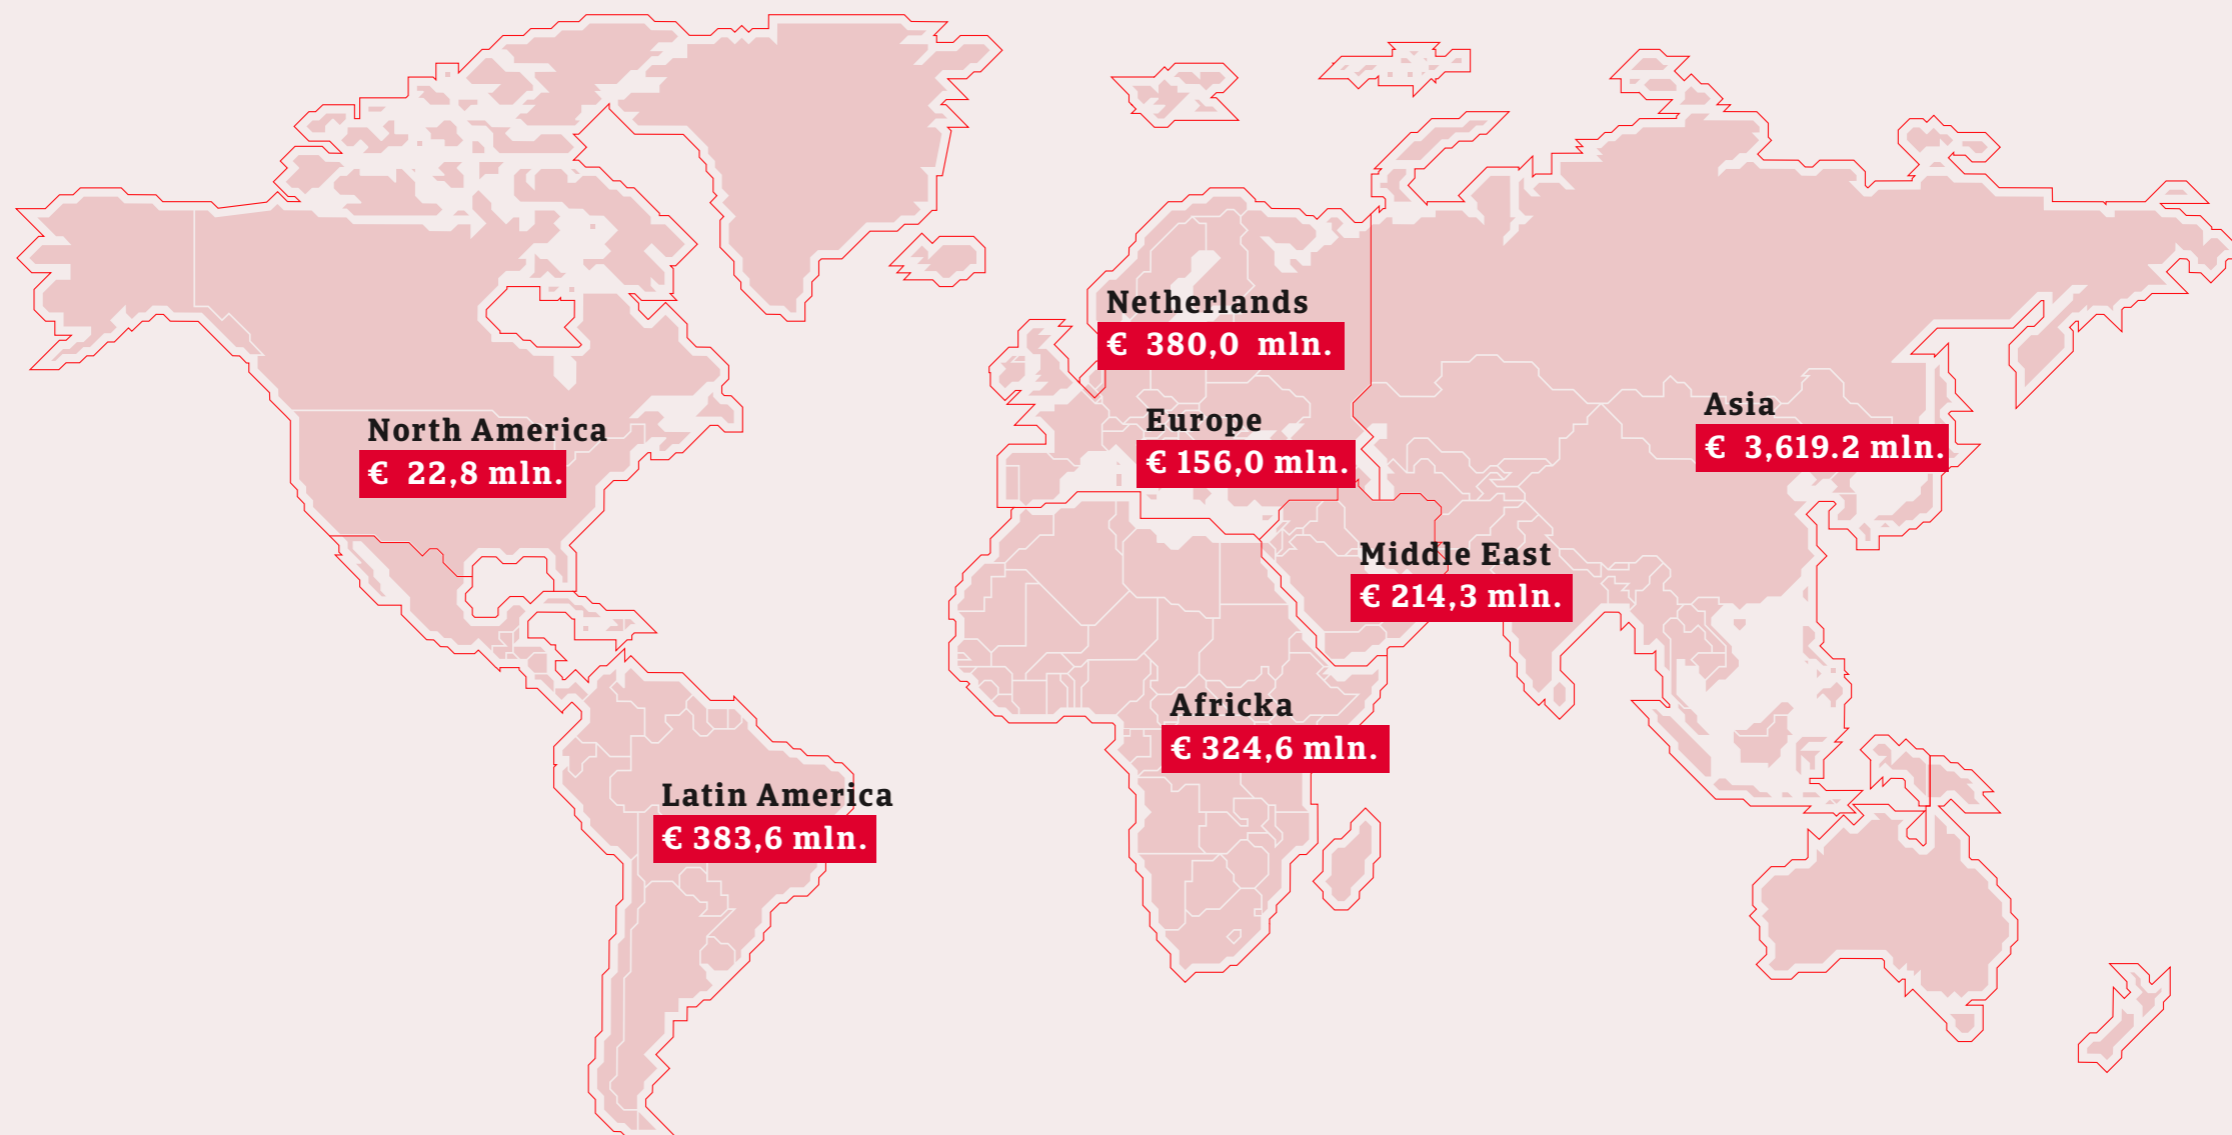 Netherlands
€ 380,0 mln.
Europe
€ 156,0 mln.
Asia
€ 3,619.2 mln.
North America
€ 22,8 mln.
Middle East
€ 214,3 mln.
Africka
€ 324,6 mln.
Latin America
€ 383,6 mln.